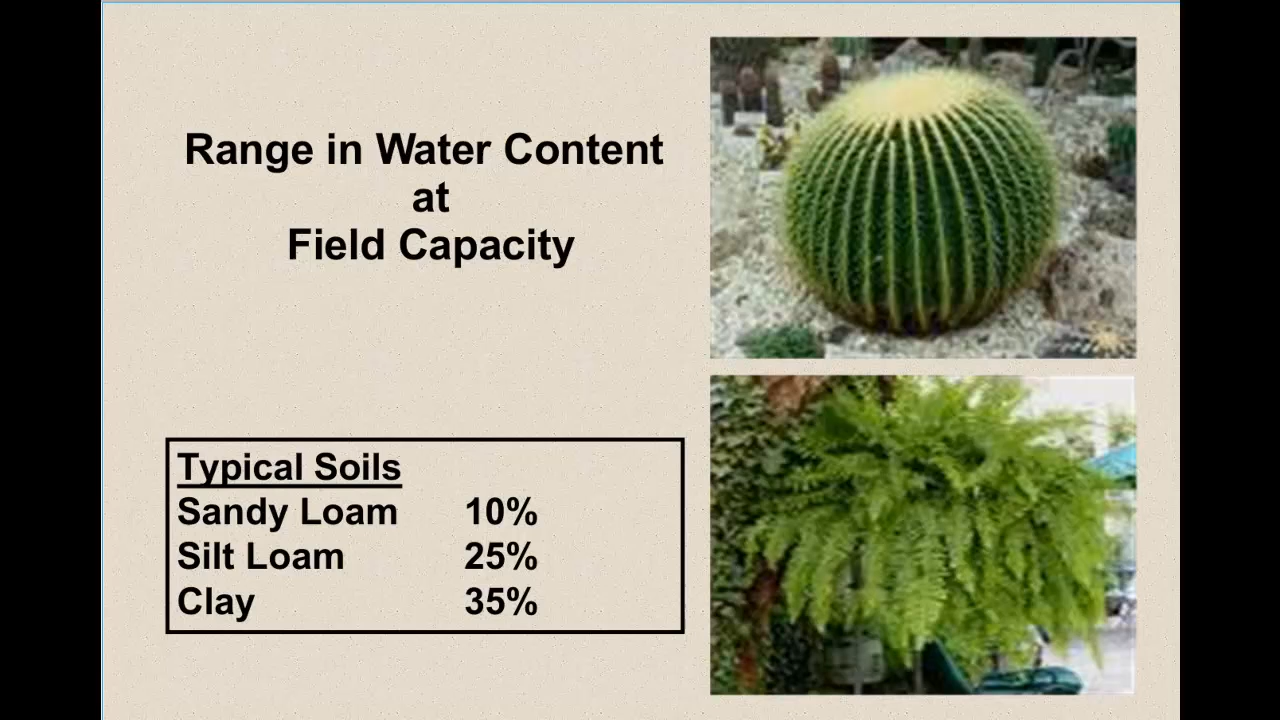 Range in Water Content
at
Field Capacity
Typical Soils
Sandy Loam 10%
Silt Loam 25%
Clay 35%